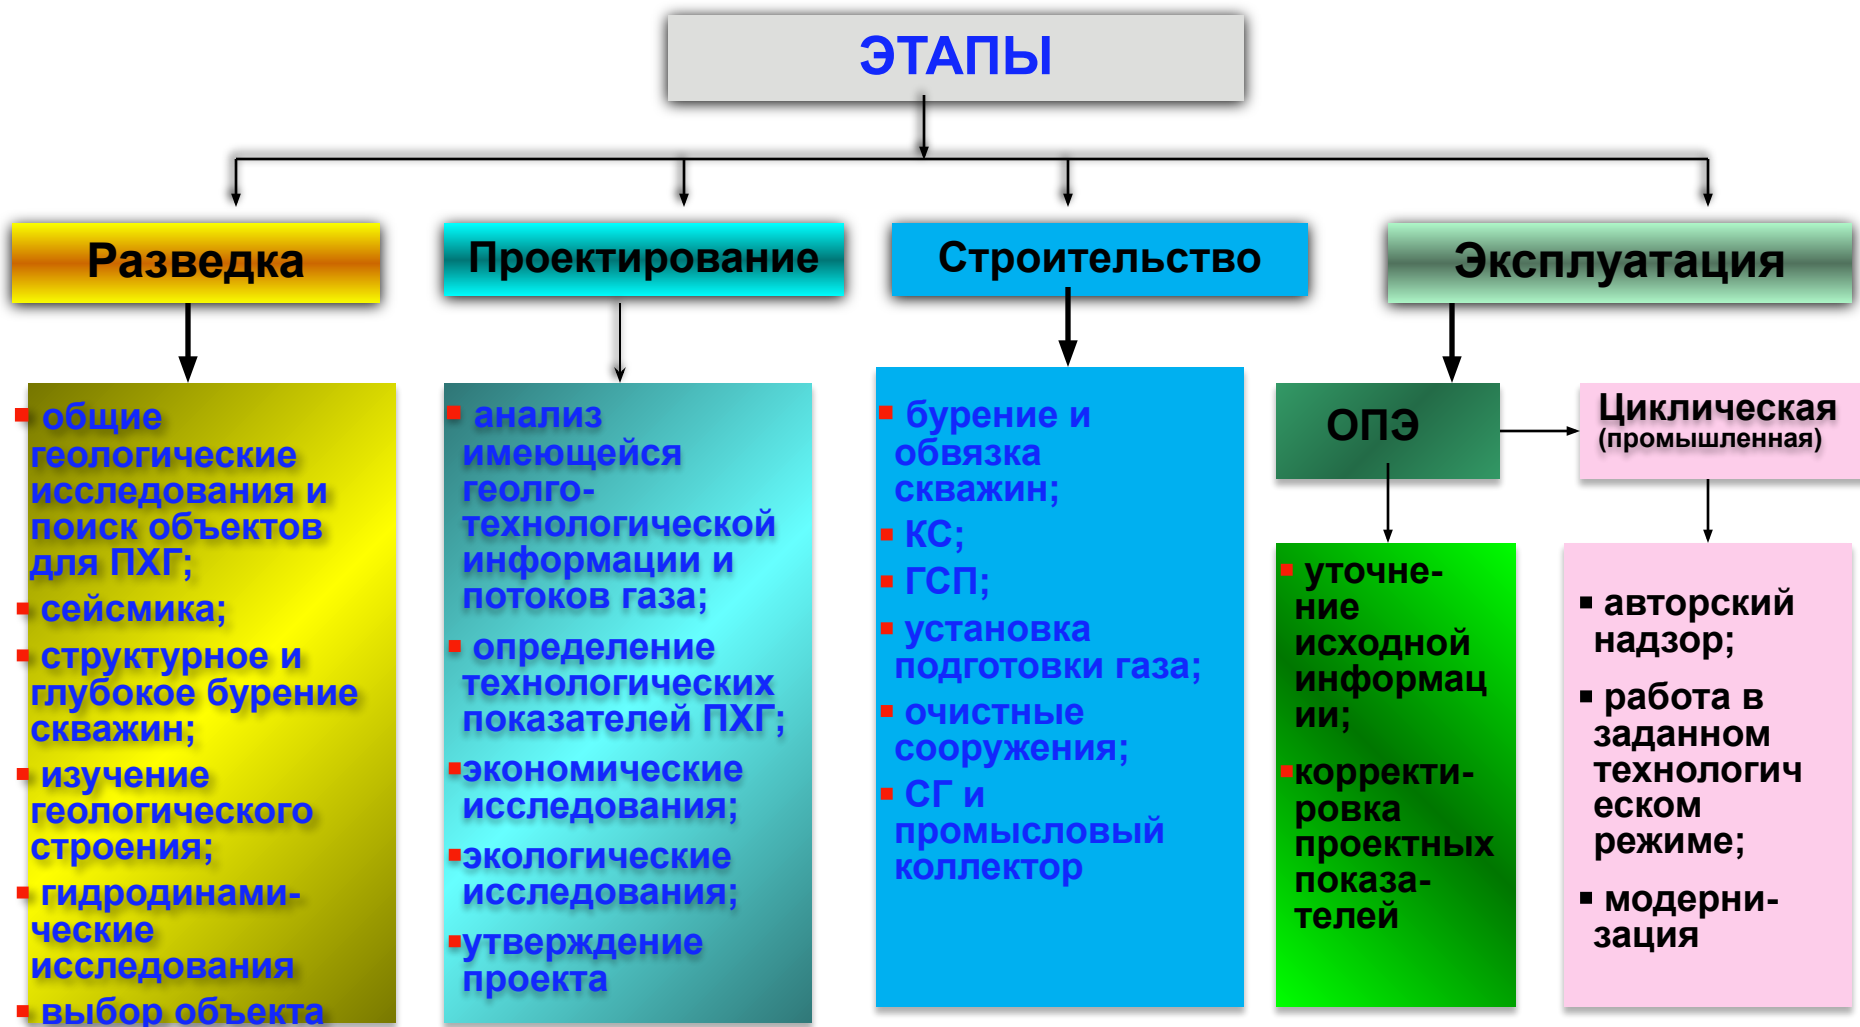 ЭТАПЫ
Разведка
Проектирование
Строительство
Эксплуатация
общие
геологические
исследования и
поиск объектов
для ПХГ;
сейсмика;
структурное и
глубокое бурение
скважин;
изучение
геологического
строения;
гидродинами-
ческие
исследования
выбор объекта
анализ
имеющейся
геолго-
технологической
информации и
потоков газа;
определение
технологических
показателей ПХГ;
экономические
исследования;
экологические
исследования;
утверждение
проекта
бурение и
обвязка
скважин;
КС;
ГСП;
установка
подготовки газа;
очистные
сооружения;
СГ и
промысловый
коллектор
ОПЭ
уточне-
ние
исходной
информац
ии;
корректи-
ровка
проектных
показа-
телей
Циклическая
(промышленная)
авторский
надзор;
работа в
заданном
технологич
еском
режиме;
модерни-
зация